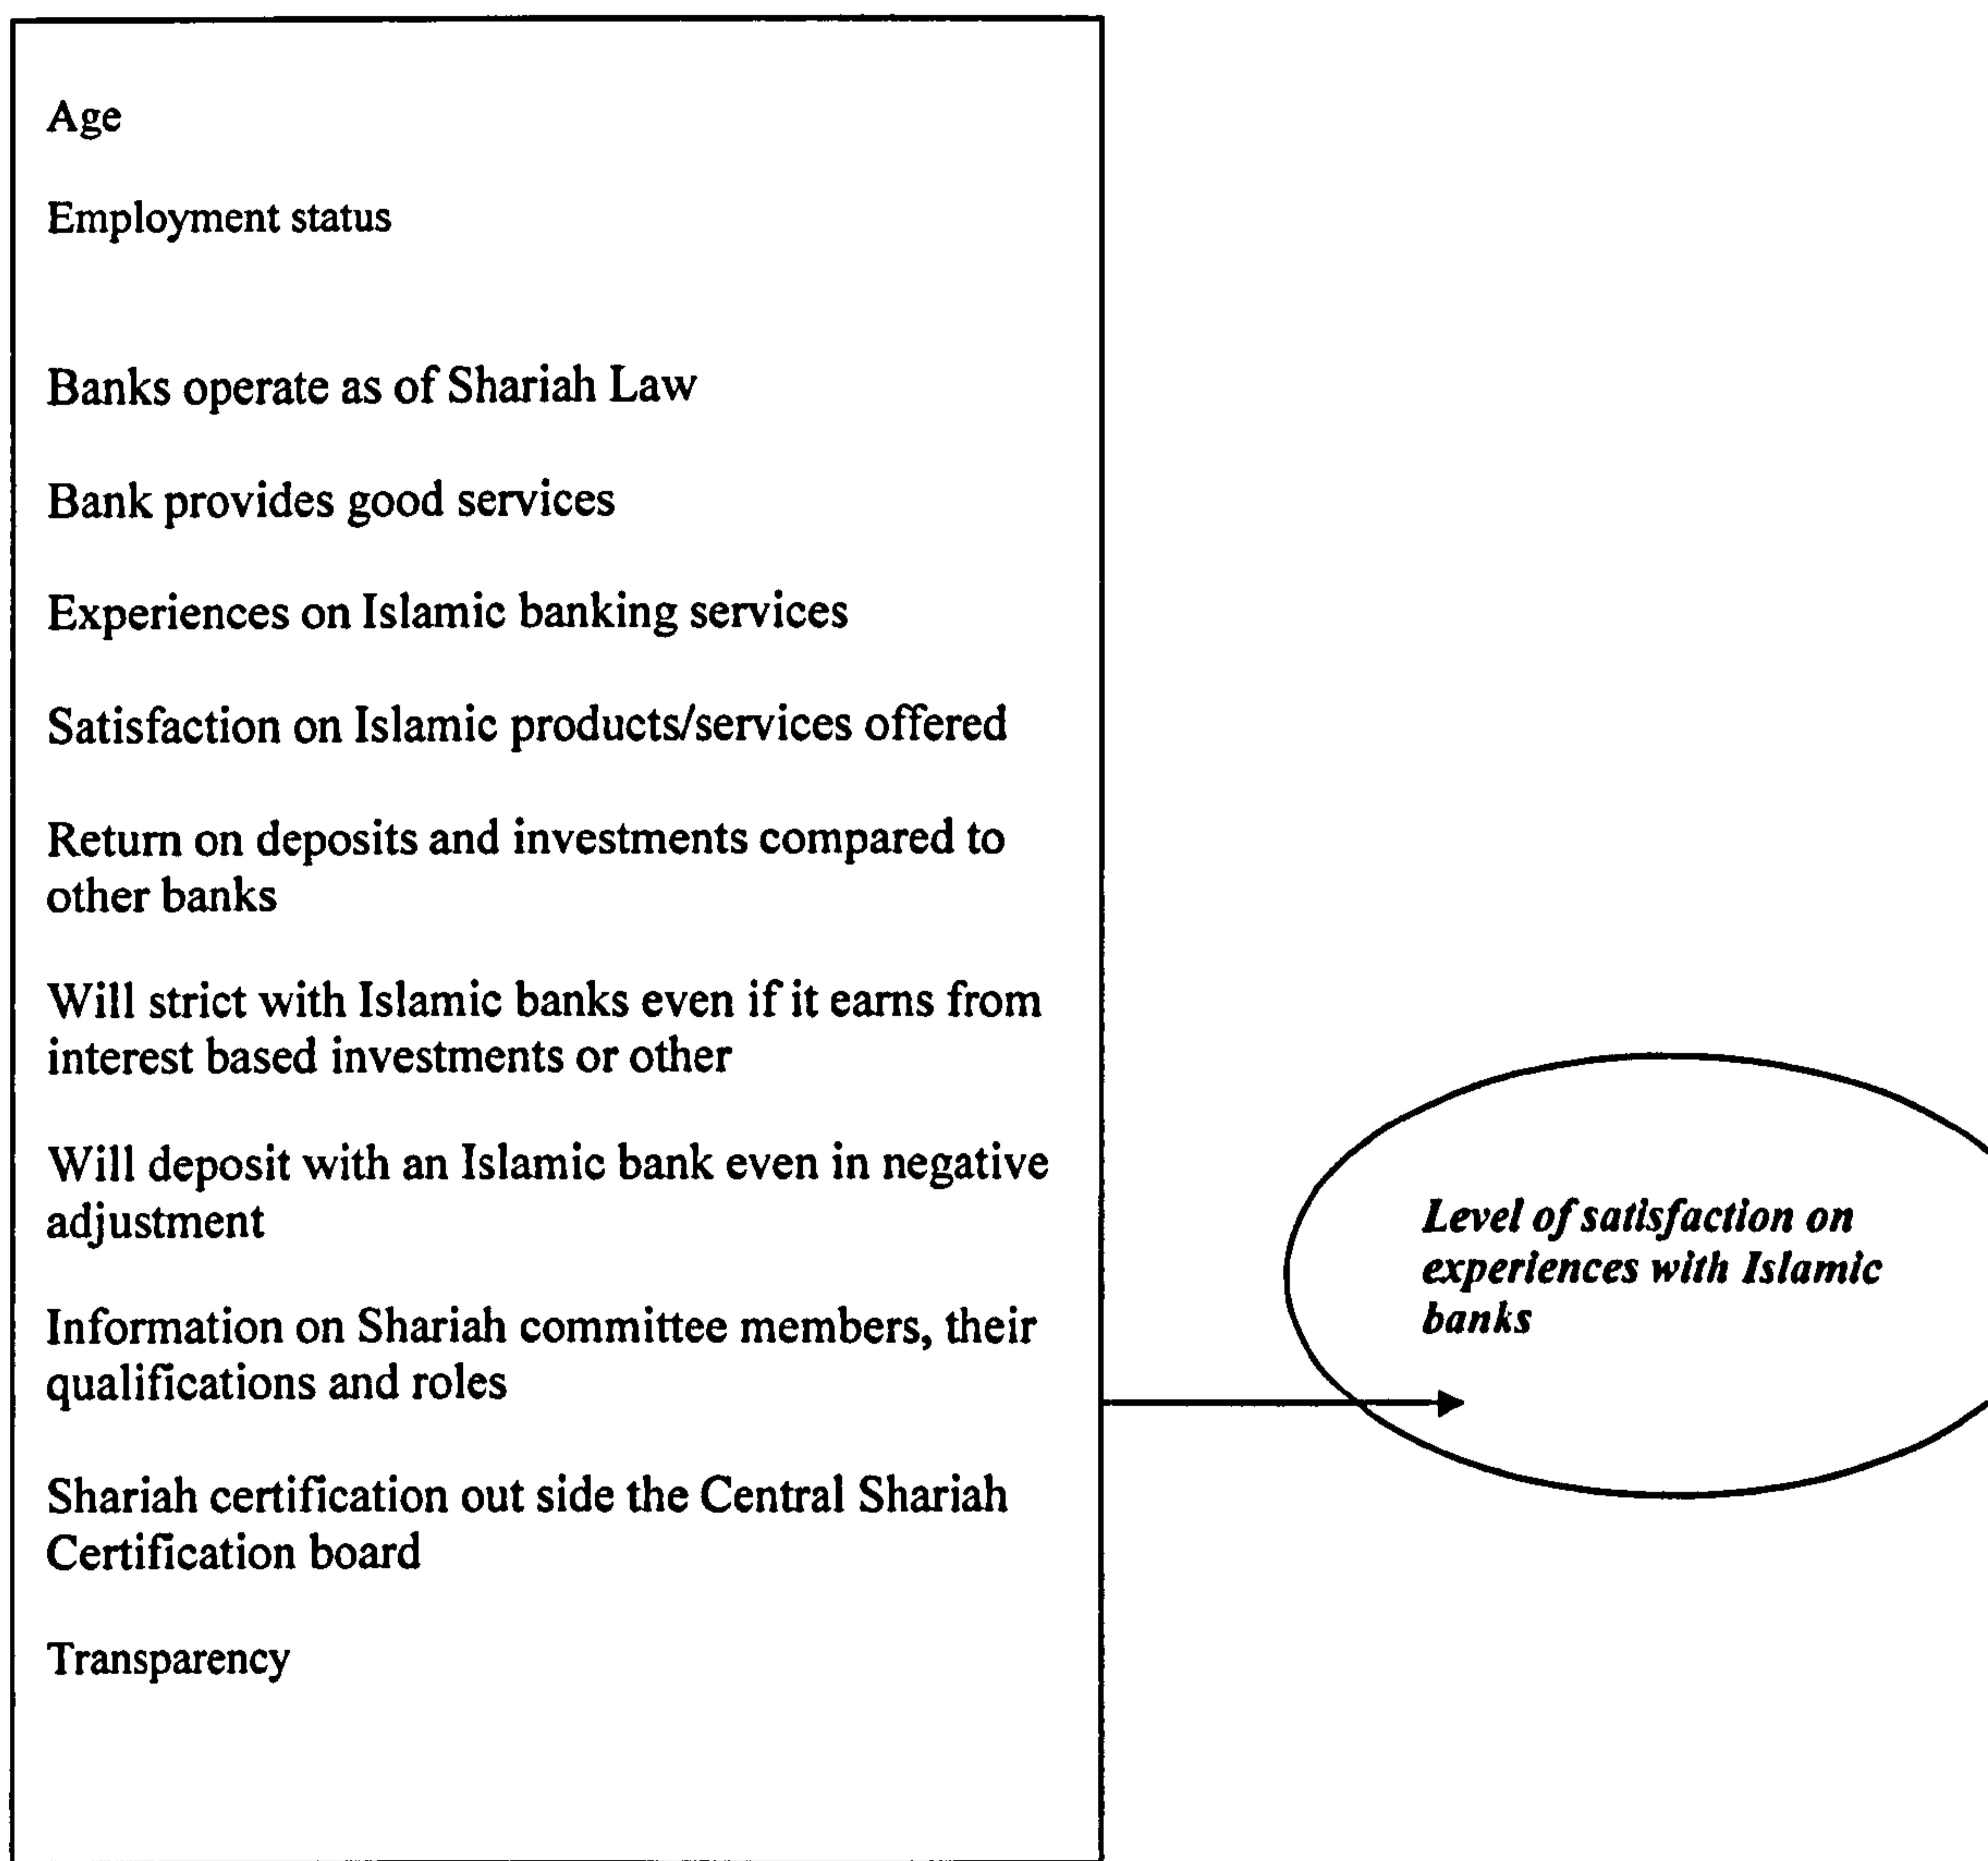 Age
Employment status
Banks operate as of Shariah Law
Bank provides good services
Experiences on Islamic banking services
Satisfaction on Islamic products/services offered
Return on deposits and investments compared to
other banks
Will strict with Islamic banks even if it earns from
interest based investments or other
Will deposit with an Islamic bank even in negative
adjustment
Information on Shariah committee members, their
qualifications and roles
Shariah certification out side the Central Shariah
Certification board
Transparency
Level of satisfaction on
experiences with Islamic
banks